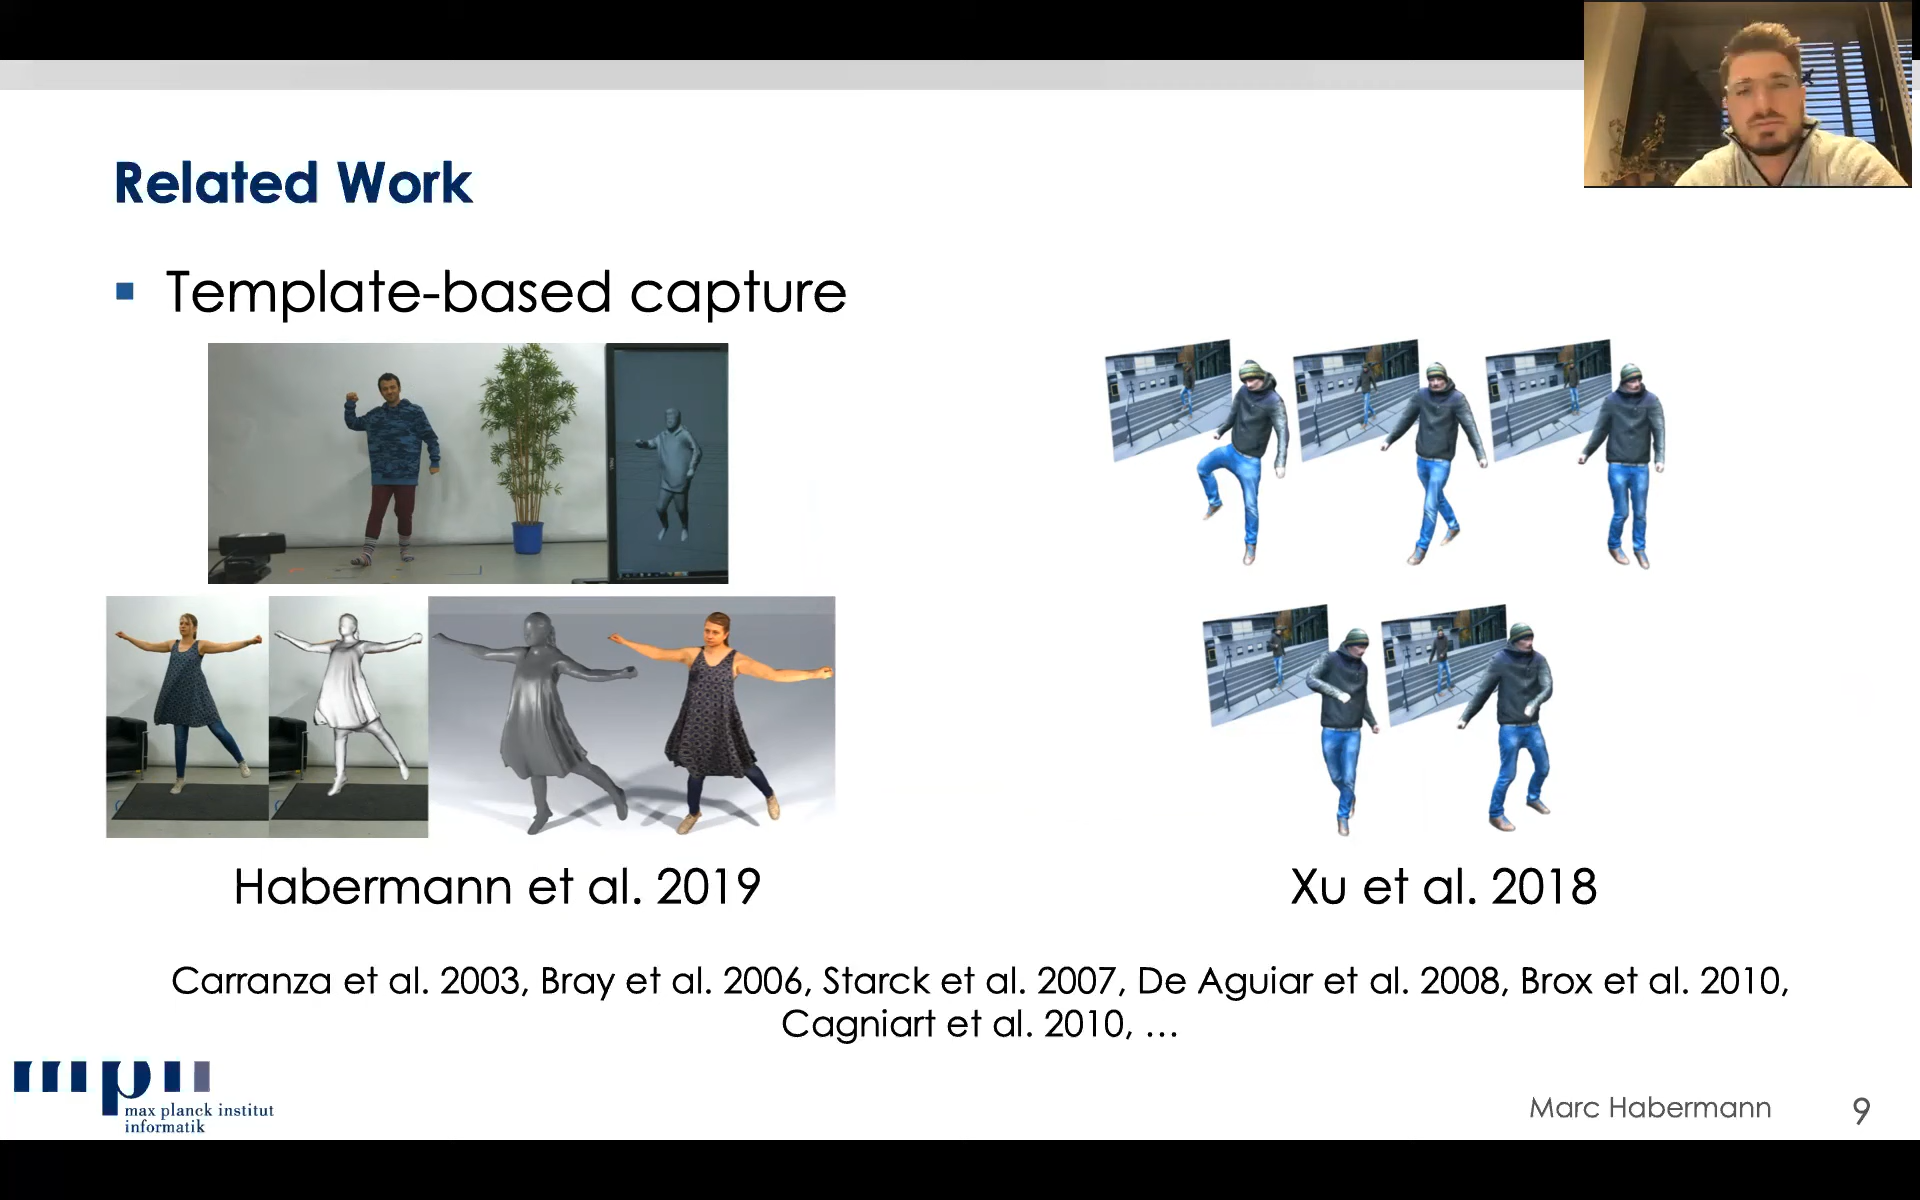 Related Work
▪ Template-based capture
Habermann et al. 2019
Xu et al. 2018
Carranza et al. 2003, Bray et al. 2006, Starck et al. 2007, De Aguiar et al. 2008, Brox et al. 2010,
Cagniart et al. 2010, …
max planck institut
informatik
Marc Habermann
9